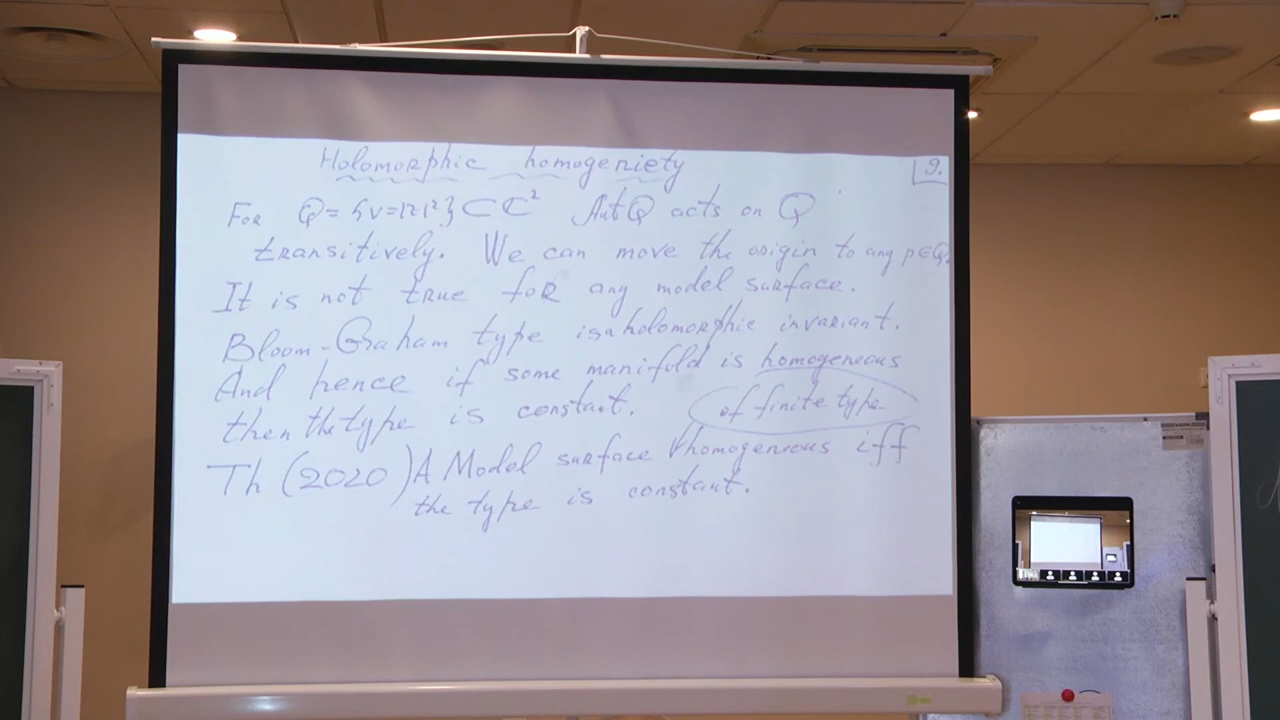 Holomorphic homogeniety
9.
For Q = {v=|z|²} ⊂ ℂ² Aut Q acts on Q
transitively. We can move the origin to any p∈Q.
It is not true for any model surface.
Bloom-Graham type is a holomorphic invariant.
And hence if some manifold is homogeneous
then the type is constant. of finite type
Th (2020) A Model surface homogeneous iff
the type is constant.